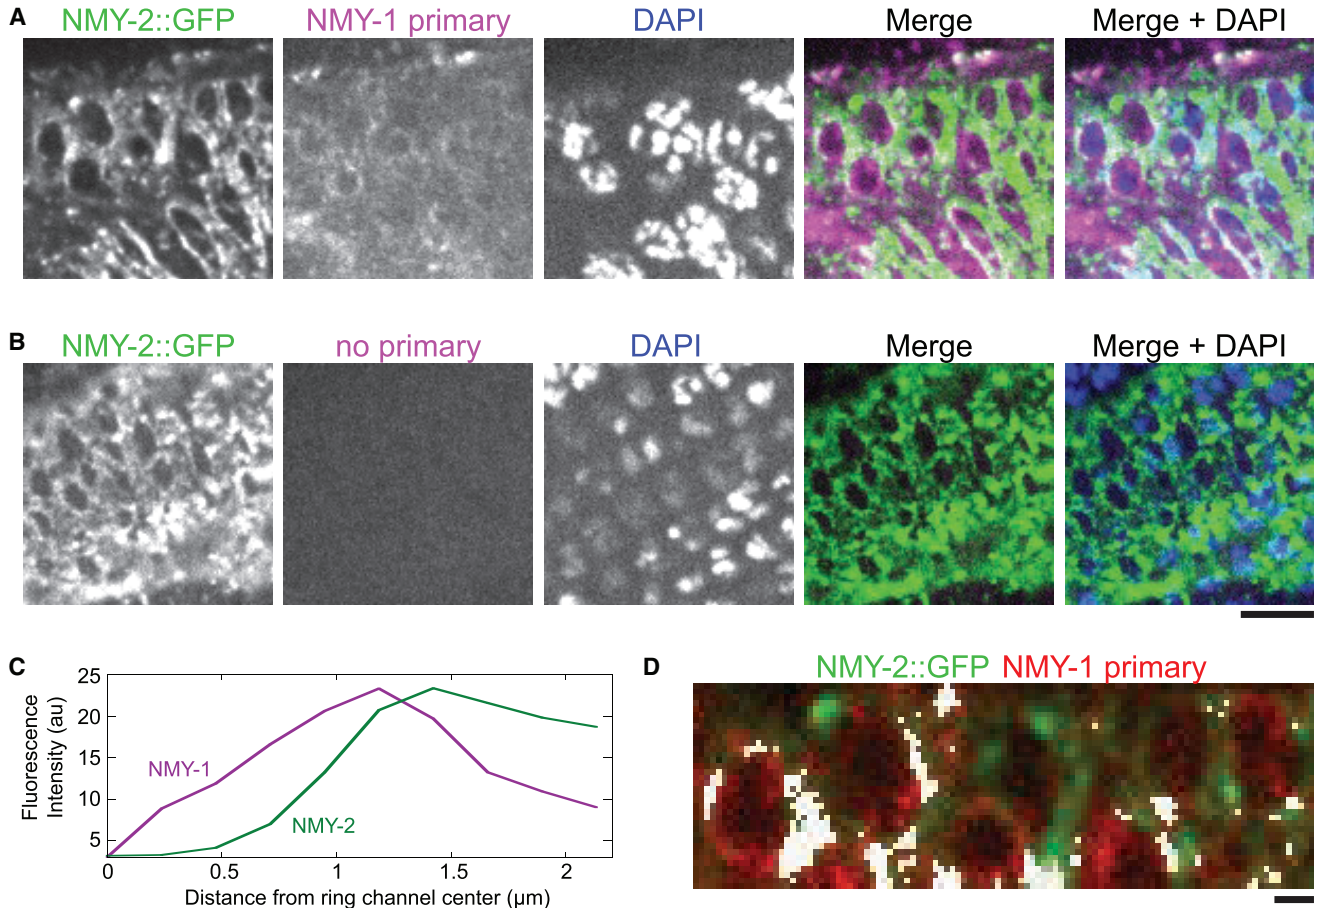 A NMY-2::GFP NMY-1 primary DAPI Merge Merge + DAPI
B NMY-2::GFP no primary DAPI Merge Merge + DAPI
C
25
20
15
10
5
0 0.5 1 1.5 2
Fluorescence
Intensity (au)
NMY-1
NMY-2
Distance from ring channel center (μm)
D NMY-2::GFP NMY-1 primary